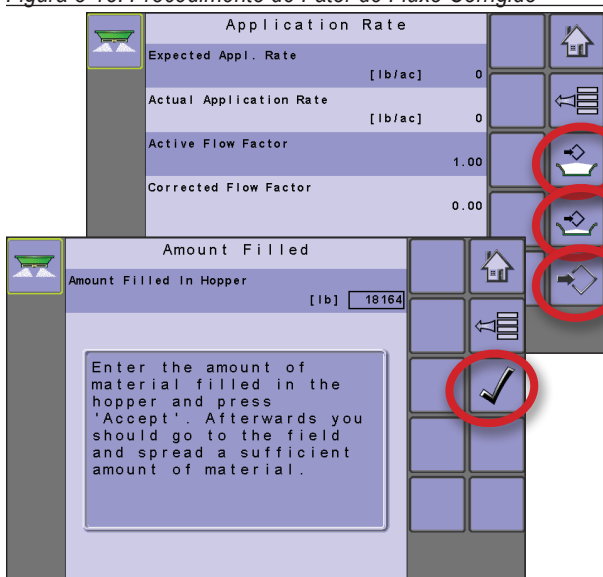 Figura 5-18: Procedimento do Fator de Fluxo Corrigido
Application Rate
Expected Appl. Rate
[lb/ac] 0
Actual Application Rate
[lb/ac] 0
Active Flow Factor
1.00
Corrected Flow Factor
0.00
Amount Filled
Amount Filled In Hopper
[lb] 18164
Enter the amount of
material filled in the
hopper and press
'Accept'. Afterwards you
should go to the field
and spread a sufficient
amount of material.